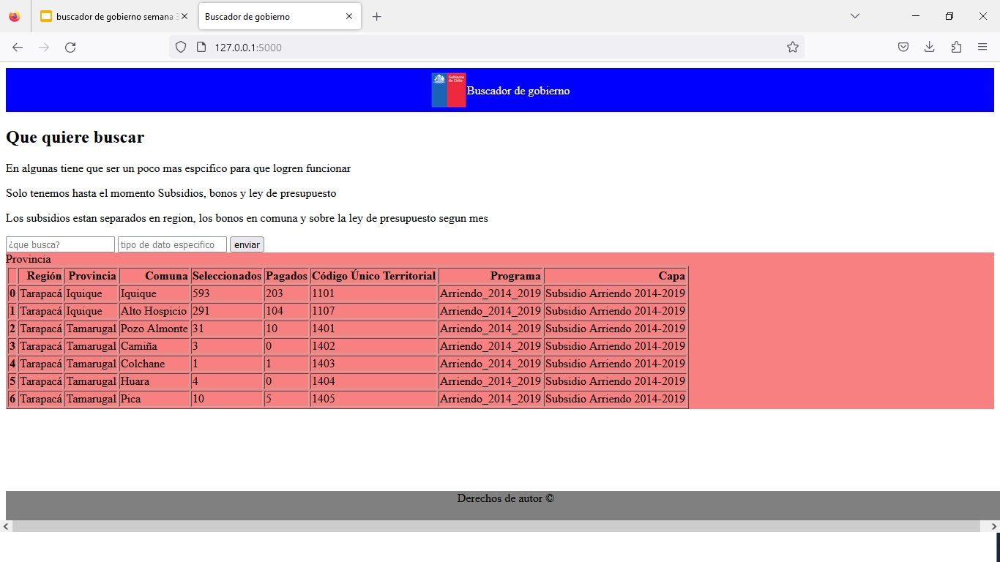 buscador de gobierno semana 3
Buscador de gobierno
127.0.0.1:5000
Gobierno de Chile
Buscador de gobierno
Que quiere buscar
En algunas tiene que ser un poco mas espcifico para que logren funcionar
Solo tenemos hasta el momento Subsidios, bonos y ley de presupuesto
Los subsidios estan separados en region, los bonos en comuna y sobre la ley de presupuesto segun mes
¿que busca? tipo de dato especifico enviar
Provincia
Región Provincia Comuna Seleccionados Pagados Código Único Territorial Programa Capa
0 Tarapacá Iquique Iquique 593 203 1101 Arriendo_2014_2019 Subsidio Arriendo 2014-2019
1 Tarapacá Iquique Alto Hospicio 291 104 1107 Arriendo_2014_2019 Subsidio Arriendo 2014-2019
2 Tarapacá Tamarugal Pozo Almonte 31 10 1401 Arriendo_2014_2019 Subsidio Arriendo 2014-2019
3 Tarapacá Tamarugal Camiña 3 0 1402 Arriendo_2014_2019 Subsidio Arriendo 2014-2019
4 Tarapacá Tamarugal Colchane 1 1 1403 Arriendo_2014_2019 Subsidio Arriendo 2014-2019
5 Tarapacá Tamarugal Huara 4 0 1404 Arriendo_2014_2019 Subsidio Arriendo 2014-2019
6 Tarapacá Tamarugal Pica 10 5 1405 Arriendo_2014_2019 Subsidio Arriendo 2014-2019
Derechos de autor ©